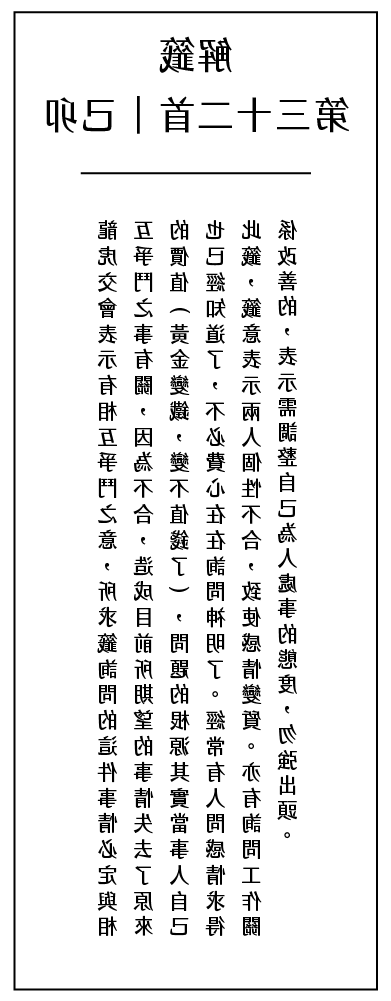 解籤
第三十二首｜己卯
龍虎交會表示有相互爭鬥之意，所求籤詢問的這件事情必定與相
互爭鬥之事有關，因為不合，造成目前所期望的事情失去了原來
的價值（黃金變鐵，變不值錢了），問題的根源其實當事人自己
也已經知道了，不必費心在在詢問神明了。經常有人問感情求得
此籤，籤意表示兩人個性不合，致使感情變質。亦有詢問工作關
係改善的，表示需調整自己為人處事的態度，勿強出頭。